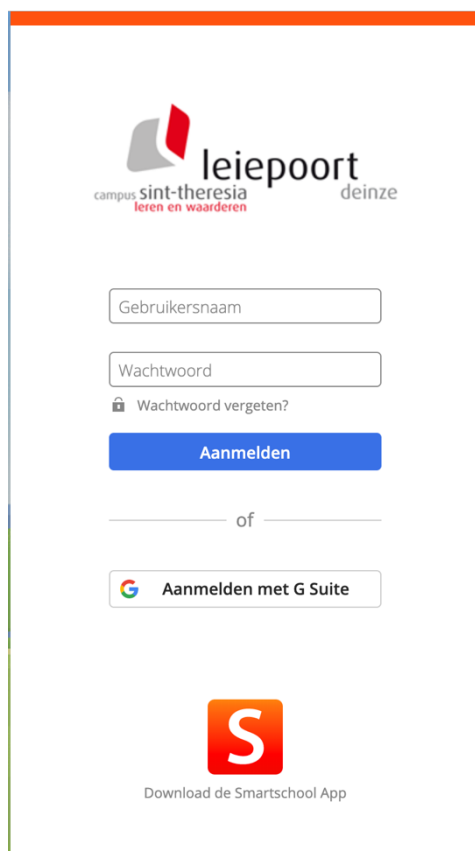 leiepoort
campus sint-theresia deinze
leren en waarderen
Gebruikersnaam
Wachtwoord
Wachtwoord vergeten?
Aanmelden
of
G Aanmelden met G Suite
S
Download de Smartschool App